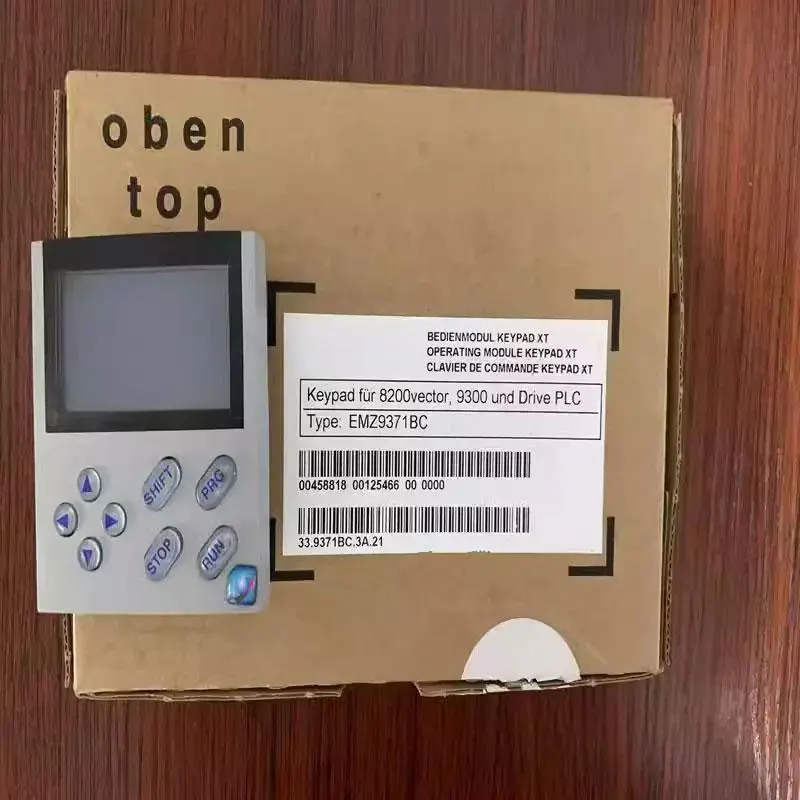 oben
top
BEDIENMODUL KEYPAD XT
OPERATING MODULE KEYPAD XT
CLAVIER DE COMMANDE KEYPAD XT
Keypad für 8200vector, 9300 und Drive PLC
Type: EMZ9371BC
00458818 00125466 00 0000
33.9371BC.3A.21
SHIFT
PRG
STOP
RUN